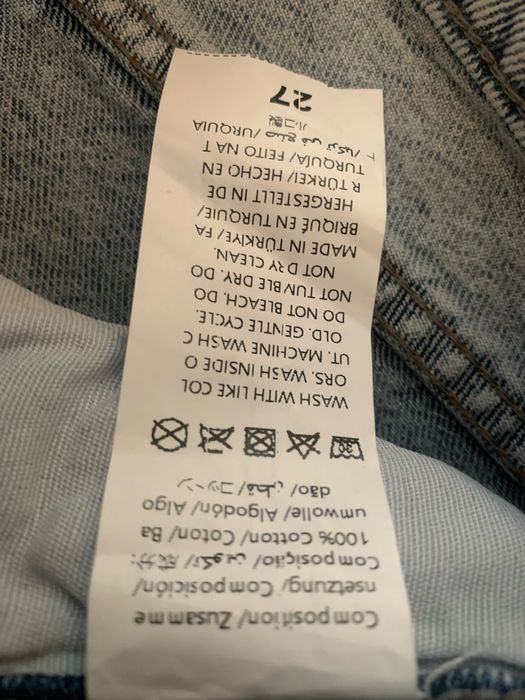 Composition/ Zusamme
nsetzung/ Composición/
Composição/ تكوين/ 成分:
100% Cotton/ Coton/ Ba
umwolle/ Algodón/ Algo
dão/ قطن/ コットン
30
WASH WITH LIKE COL
ORS. WASH INSIDE O
UT. MACHINE WASH C
OLD. GENTLE CYCLE.
DO NOT BLEACH. DO
NOT TUMBLE DRY. DO
NOT DRY CLEAN.
MADE IN TÜRKIYE/ FA
BRIQUÉ EN TURQUIE/
HERGESTELLT IN DE
R TÜRKEI/ HECHO EN
TURQUÍA/ FEITO NA T
URQUIA/ صنع في تركيا/ ト
ルコ製
27